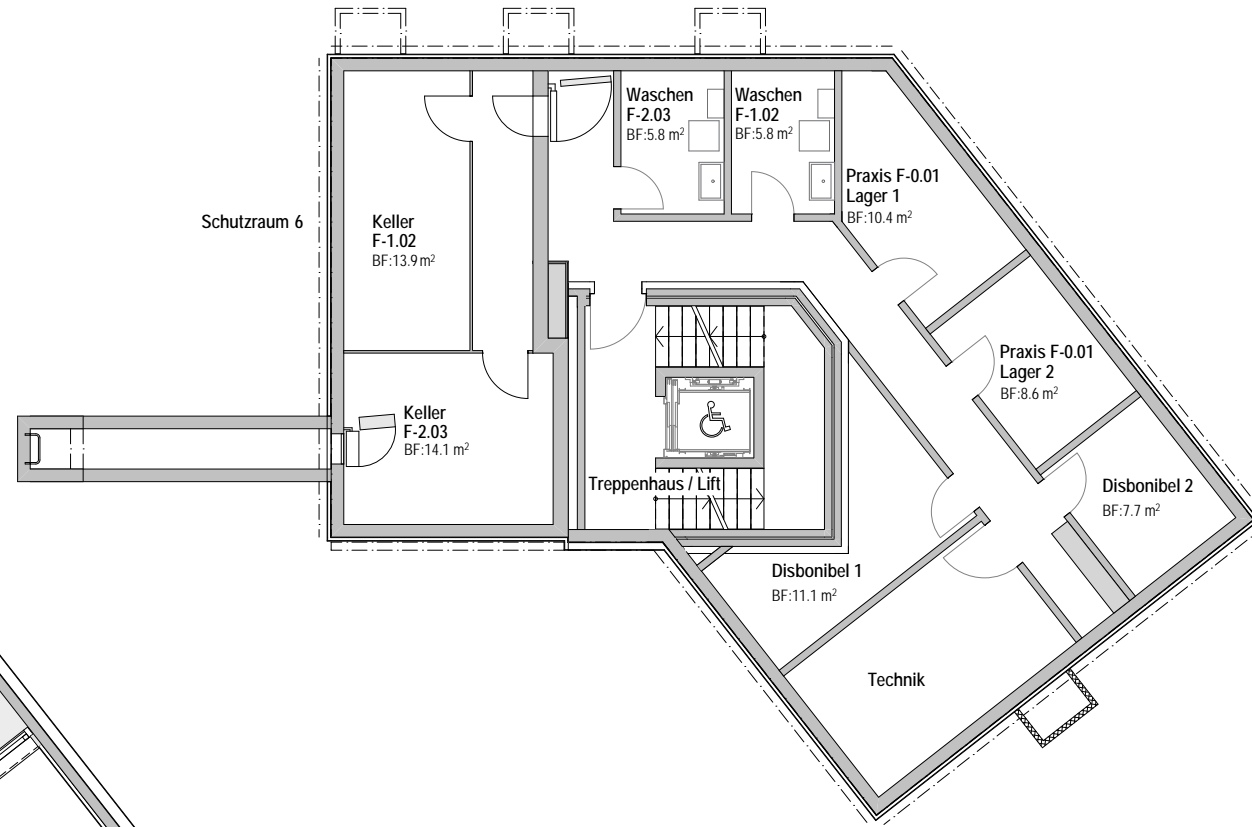 Waschen
F-2.03
BF:5.8 m²
Waschen
F-1.02
BF:5.8 m²
Praxis F-0.01
Lager 1
BF:10.4 m²
Schutzraum 6
Keller
F-1.02
BF:13.9 m²
Praxis F-0.01
Lager 2
BF:8.6 m²
Keller
F-2.03
BF:14.1 m²
Treppenhaus / Lift
Disbonibel 2
BF:7.7 m²
Disbonibel 1
BF:11.1 m²
Technik